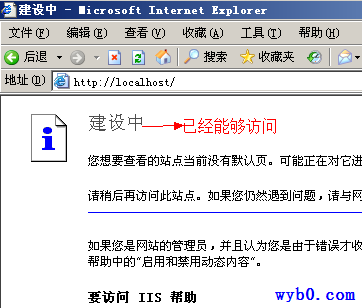 建设中 - Microsoft Internet Explorer
文件(F) 编辑(E) 查看(V) 收藏(A) 工具(T) 帮助(H)
后退 搜索 收藏夹
地址(D) http://localhost/
建设中 已经能够访问
您想要查看的站点当前没有默认页。可能正在对它进
请稍后再访问此站点。如果您仍然遇到问题，请与网
如果您是网站的管理员，并且认为您是由于错误才收
帮助中的"启用和禁用动态内容"。
要访问 IIS 帮助
wyb0.com